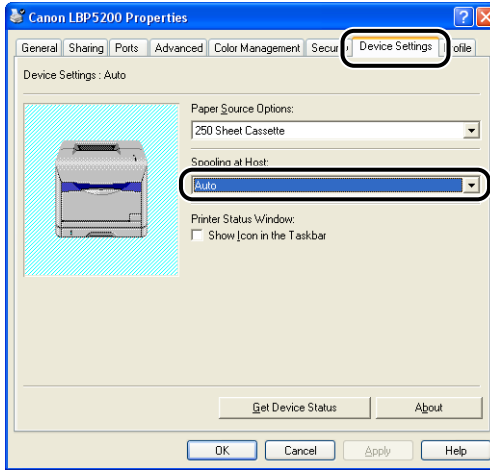 Canon LBP5200 Properties
General Sharing Ports Advanced Color Management Device Settings
Device Settings : Auto
Paper Source Options:
250 Sheet Cassette
Spooling at Host:
Auto
Printer Status Window:
Show Icon in the Taskbar
Get Device Status About
OK Cancel Apply Help